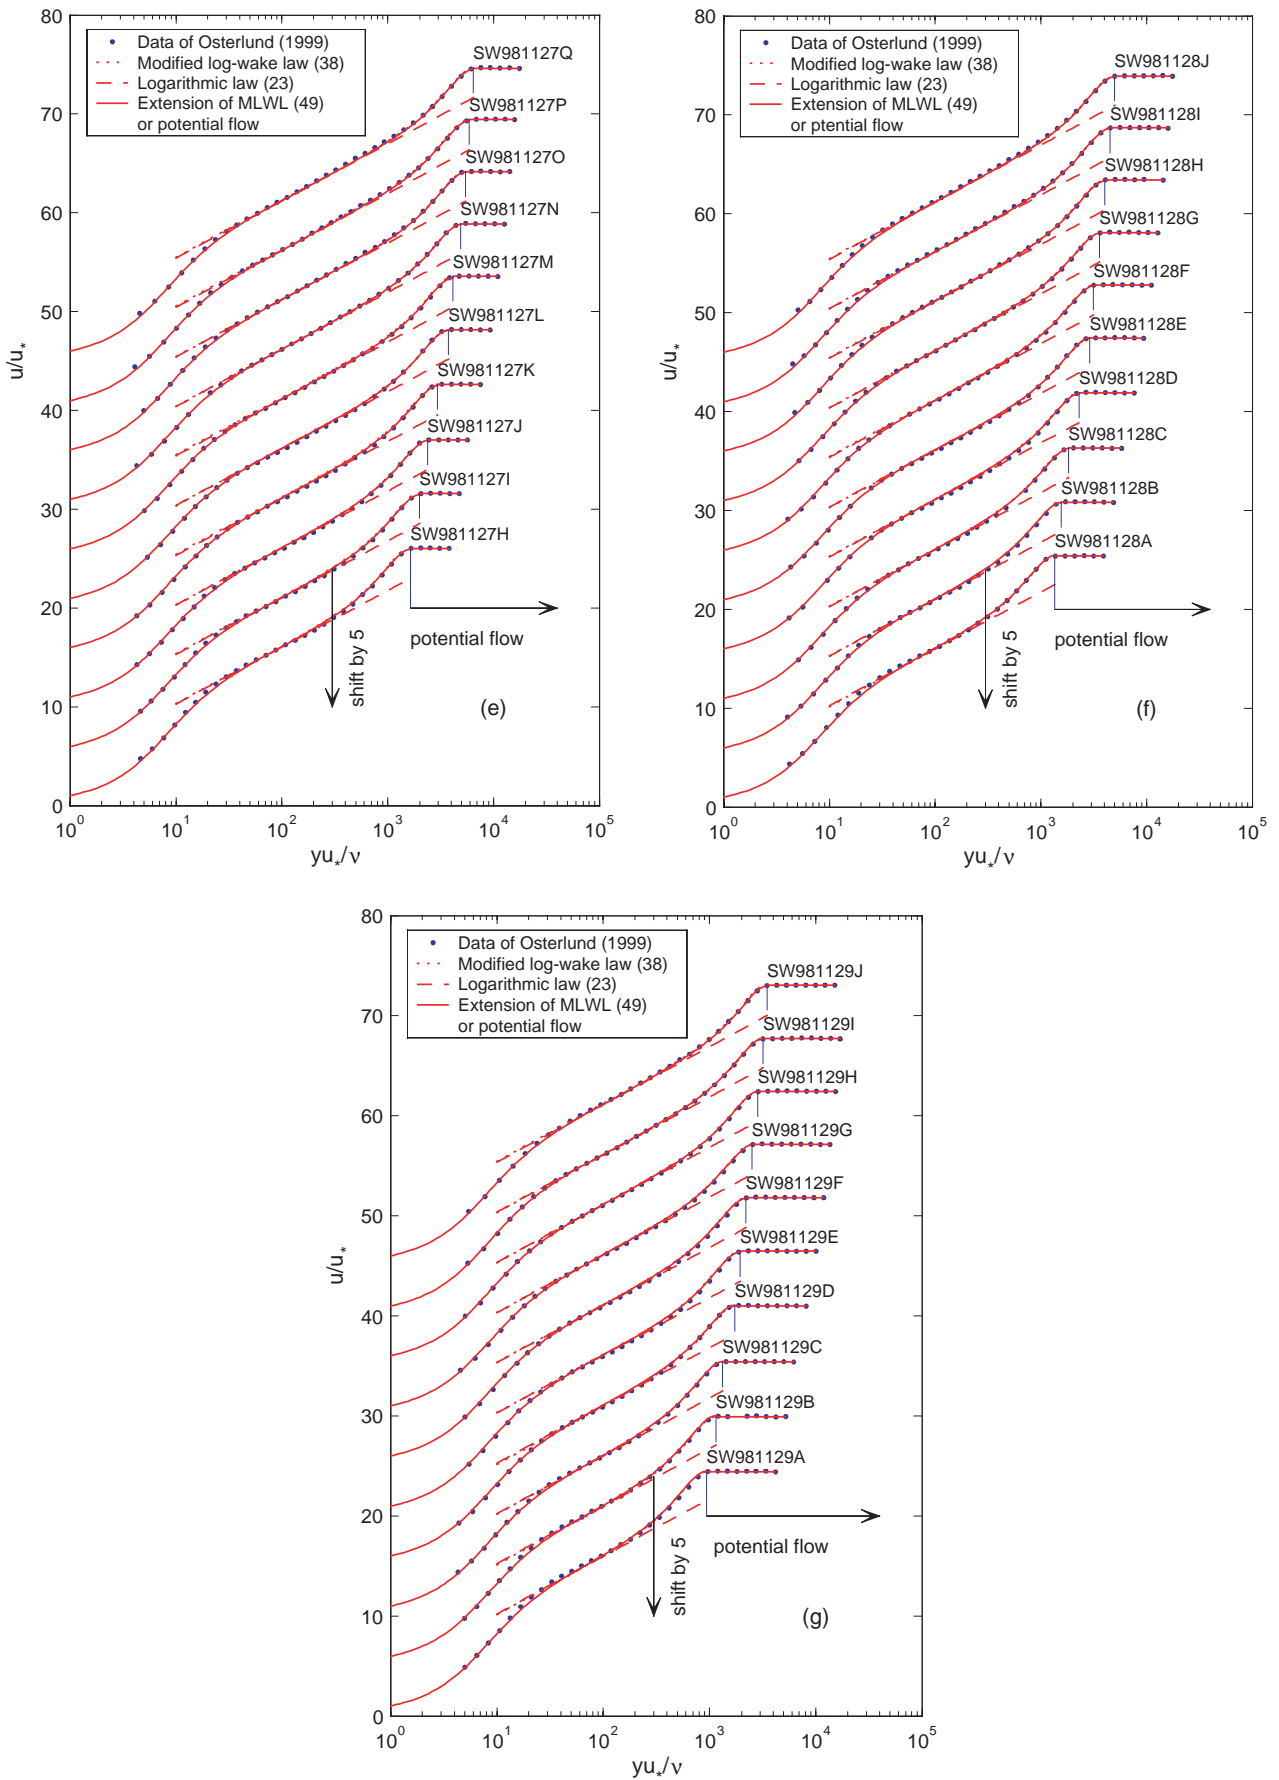 80
70
60
50
40
30
20
10
0
u/u*
Data of Osterlund (1999)
Modified log-wake law (38)
Logarithmic law (23)
Extension of MLWL (49)
or potential flow
SW981127Q
SW981127P
SW981127O
SW981127N
SW981127M
SW981127L
SW981127K
SW981127J
SW981127I
SW981127H
potential flow
shift by 5
(e)
10^0 10^1 10^2 10^3 10^4 10^5
yu*/ν
80
70
60
50
40
30
20
10
0
u/u*
Data of Osterlund (1999)
Modified log-wake law (38)
Logarithmic law (23)
Extension of MLWL (49)
or ptential flow
SW981128J
SW981128I
SW981128H
SW981128G
SW981128F
SW981128E
SW981128D
SW981128C
SW981128B
SW981128A
potential flow
shift by 5
(f)
10^0 10^1 10^2 10^3 10^4 10^5
yu*/ν
80
70
60
50
40
30
20
10
0
u/u*
Data of Osterlund (1999)
Modified log-wake law (38)
Logarithmic law (23)
Extension of MLWL (49)
or potential flow
SW981129J
SW981129I
SW981129H
SW981129G
SW981129F
SW981129E
SW981129D
SW981129C
SW981129B
SW981129A
potential flow
shift by 5
(g)
10^0 10^1 10^2 10^3 10^4 10^5
yu*/ν